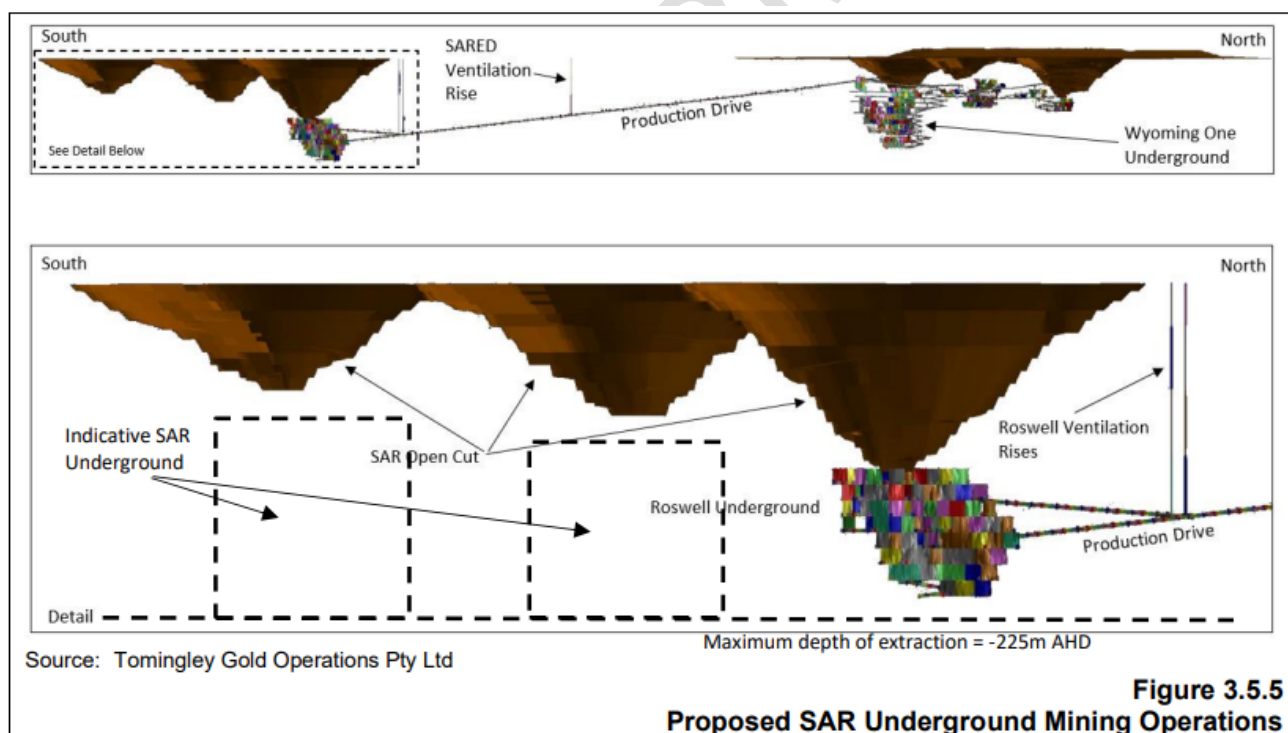 South
SARED
Ventilation
Rise
North
Production Drive
See Detail Below
Wyoming One
Underground
South
North
Indicative SAR
Underground
SAR Open Cut
Roswell Ventilation
Rises
Roswell Underground
Production Drive
Detail
Maximum depth of extraction = -225m AHD
Source: Tomingley Gold Operations Pty Ltd
Figure 3.5.5
Proposed SAR Underground Mining Operations